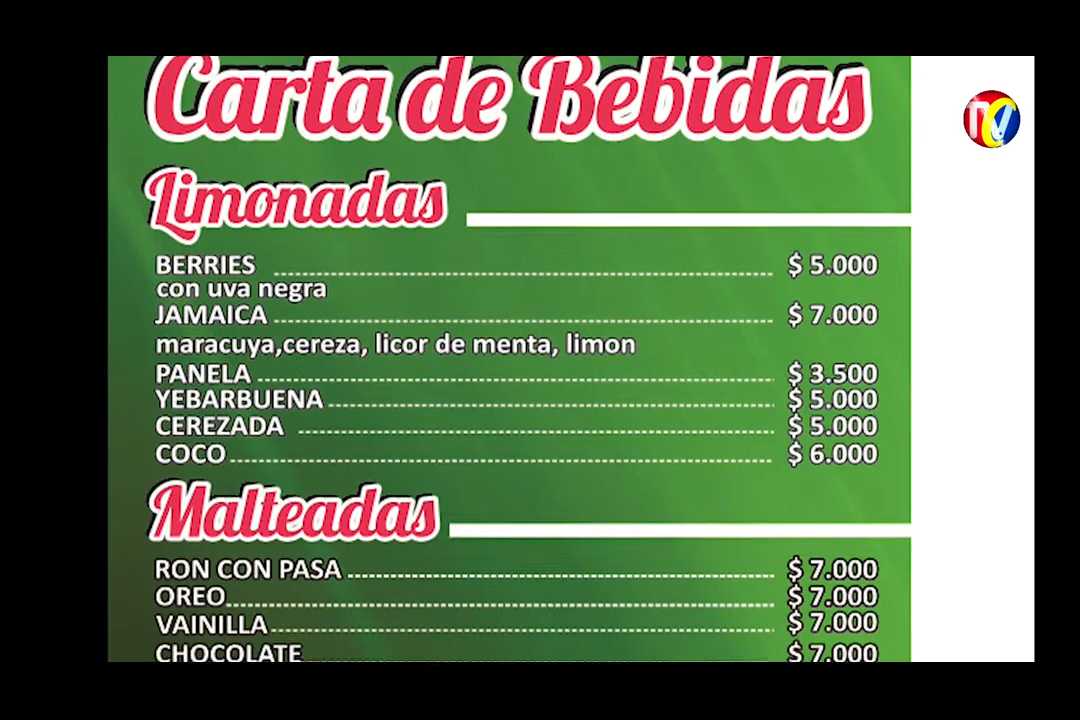 Carta de Bebidas
TCV
Limonadas
BERRIES ........ $ 5.000
con uva negra
JAMAICA ........ $ 7.000
maracuya,cereza, licor de menta, limon
PANELA ........ $ 3.500
YEBARBUENA ........ $ 5.000
CEREZADA ........ $ 5.000
COCO ........ $ 6.000
Malteadas
RON CON PASA ........ $ 7.000
OREO ........ $ 7.000
VAINILLA ........ $ 7.000
CHOCOLATE ........ $ 7.000